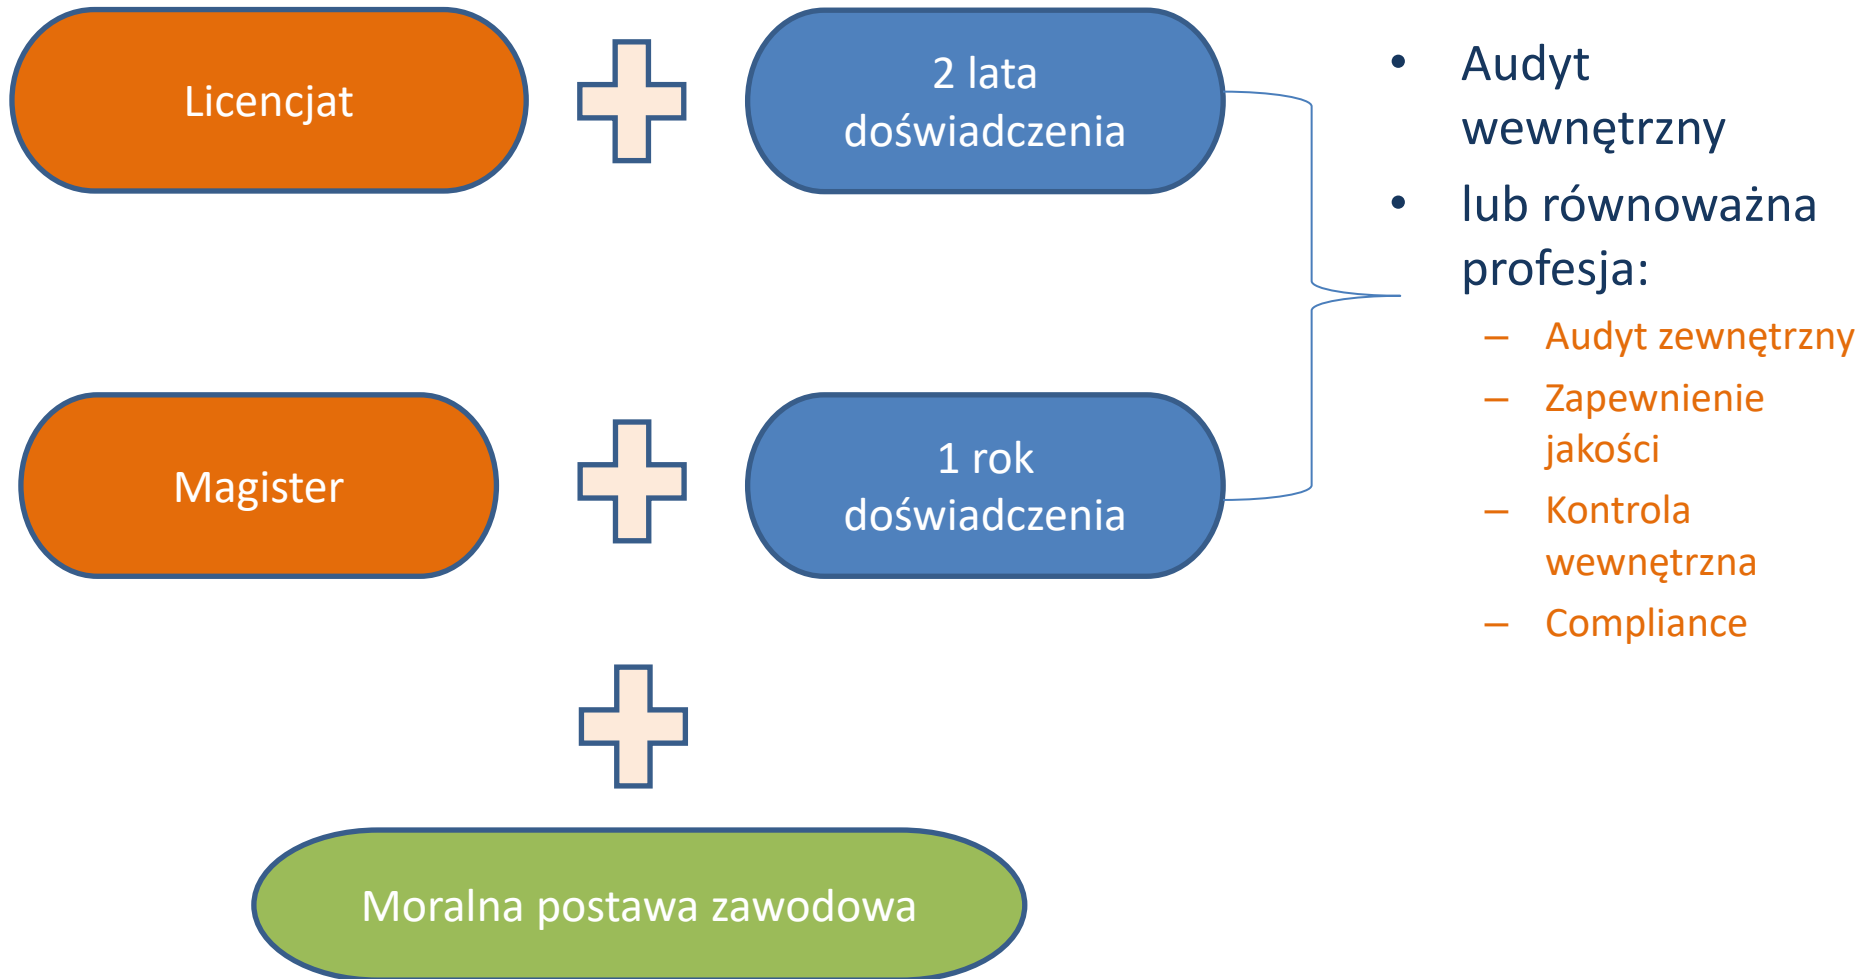 Licencjat
2 lata
doświadczenia
Magister
1 rok
doświadczenia
Moralna postawa zawodowa
• Audyt
wewnętrzny
• lub równoważna
profesja:
– Audyt zewnętrzny
– Zapewnienie
jakości
– Kontrola
wewnętrzna
– Compliance